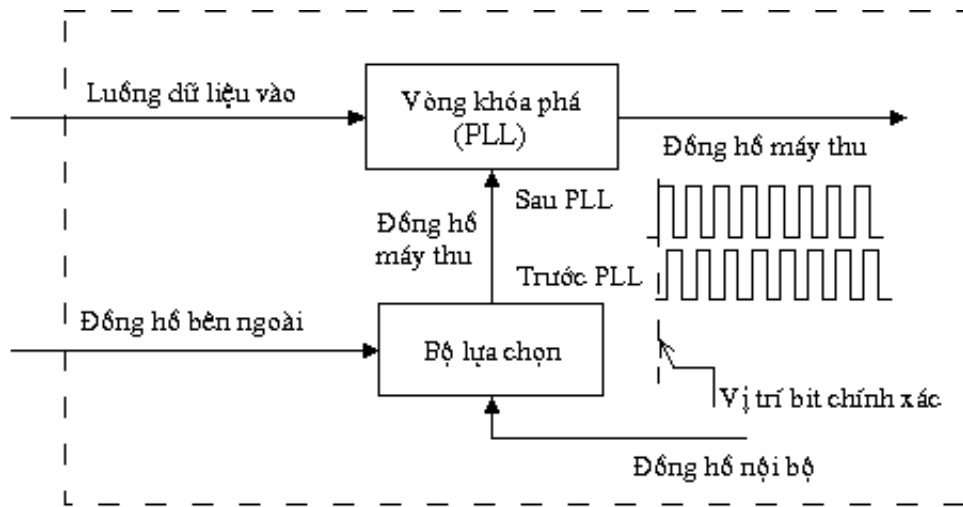 Luồng dữ liệu vào
Vòng khóa phá
(PLL)
Đồng hồ máy thu
Sau PLL
Đồng hồ
máy thu
Trước PLL
Đồng hồ bên ngoài
Bộ lựa chọn
Vị trí bit chính xác
Đồng hồ nội bộ